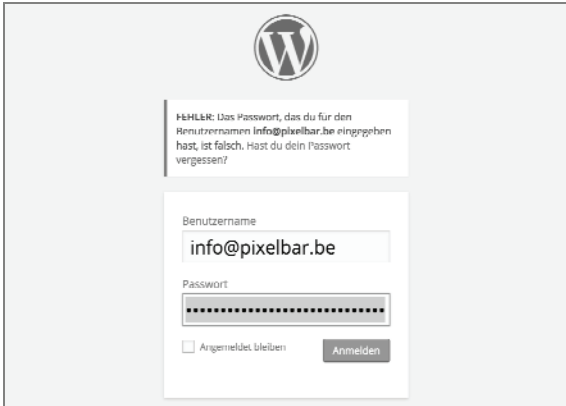 FEHLER: Das Passwort, das du für den
Benutzernamen info@pixelbar.be eingegeben
hast, ist falsch. Hast du dein Passwort
vergessen?
Benutzername
info@pixelbar.be
Passwort
Angemeldet bleiben
Anmelden